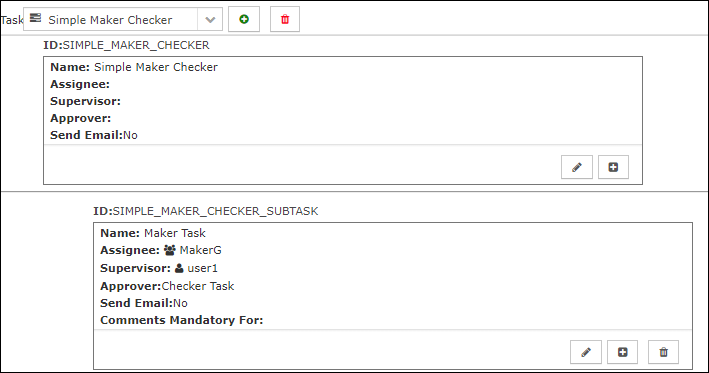 Task Simple Maker Checker
ID:SIMPLE_MAKER_CHECKER
Name: Simple Maker Checker
Assignee:
Supervisor:
Approver:
Send Email:No
ID:SIMPLE_MAKER_CHECKER_SUBTASK
Name: Maker Task
Assignee: MakerG
Supervisor: user1
Approver:Checker Task
Send Email:No
Comments Mandatory For: